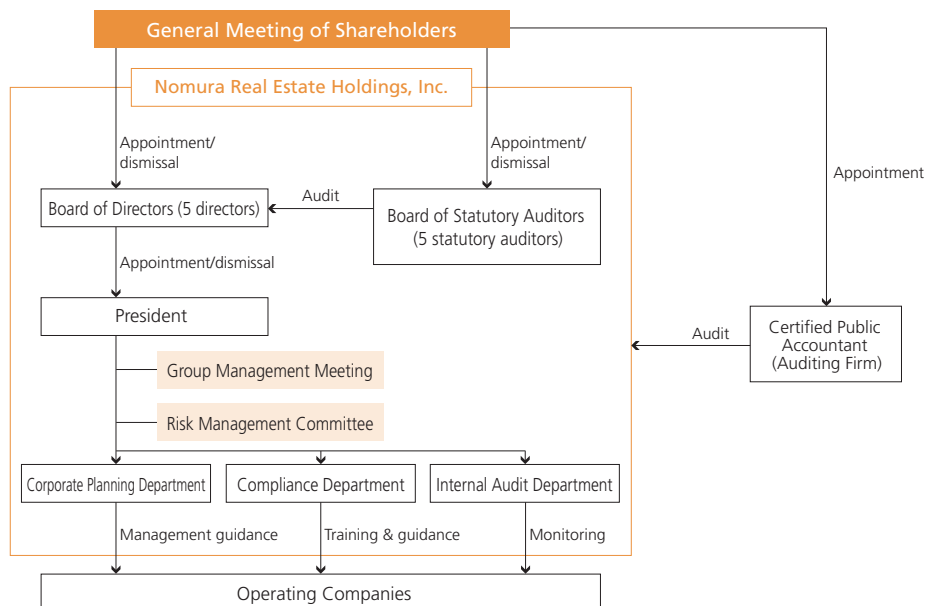 General Meeting of Shareholders
Nomura Real Estate Holdings, Inc.
Appointment/
dismissal
Appointment/
dismissal
Appointment
Board of Directors (5 directors)
Audit
Board of Statutory Auditors
(5 statutory auditors)
Appointment/dismissal
President
Audit
Certified Public
Accountant
(Auditing Firm)
Group Management Meeting
Risk Management Committee
Corporate Planning Department
Compliance Department
Internal Audit Department
Management guidance
Training & guidance
Monitoring
Operating Companies